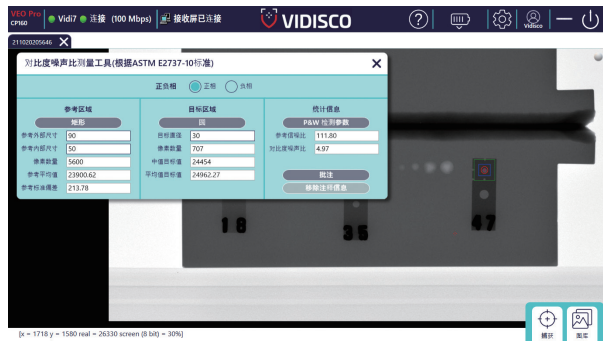 VEO Pro
CP160
Vidi7 连接 (100 Mbps) 接收屏已连接
VIDISCO
Vidisco
211020205646
对比度噪声比测量工具(根据ASTM E2737-10标准)
正负相 正相 负相
参考区域
矩形
参考外部尺寸 90
参考内部尺寸 50
像素数量 5600
参考平均值 23900.62
参考标准偏差 213.78
目标区域
圆
目标直径 30
像素数量 707
中值目标值 24454
平均值目标值 24962.27
统计信息
P&W 检测参数
参考信噪比 111.80
对比度噪声比 4.97
批注
移除注释信息
18
35
47
捕获
图库
[x = 1718 y = 1580 real = 26330 screen (8 bit) = 30%]